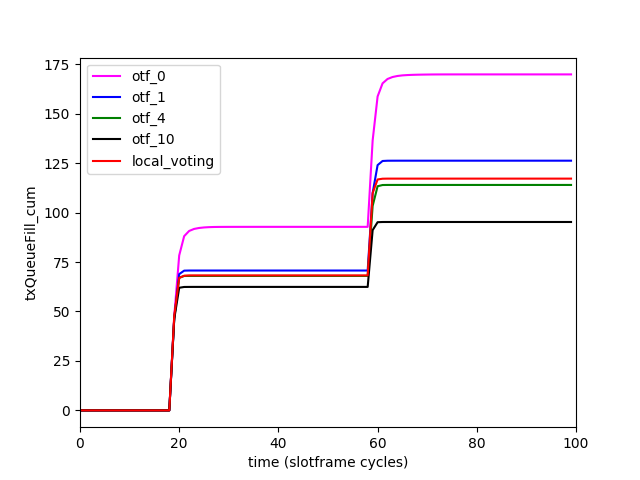 175
150
125
100
75
50
25
0
txQueueFill_cum
otf_0
otf_1
otf_4
otf_10
local_voting
0 20 40 60 80 100
time (slotframe cycles)